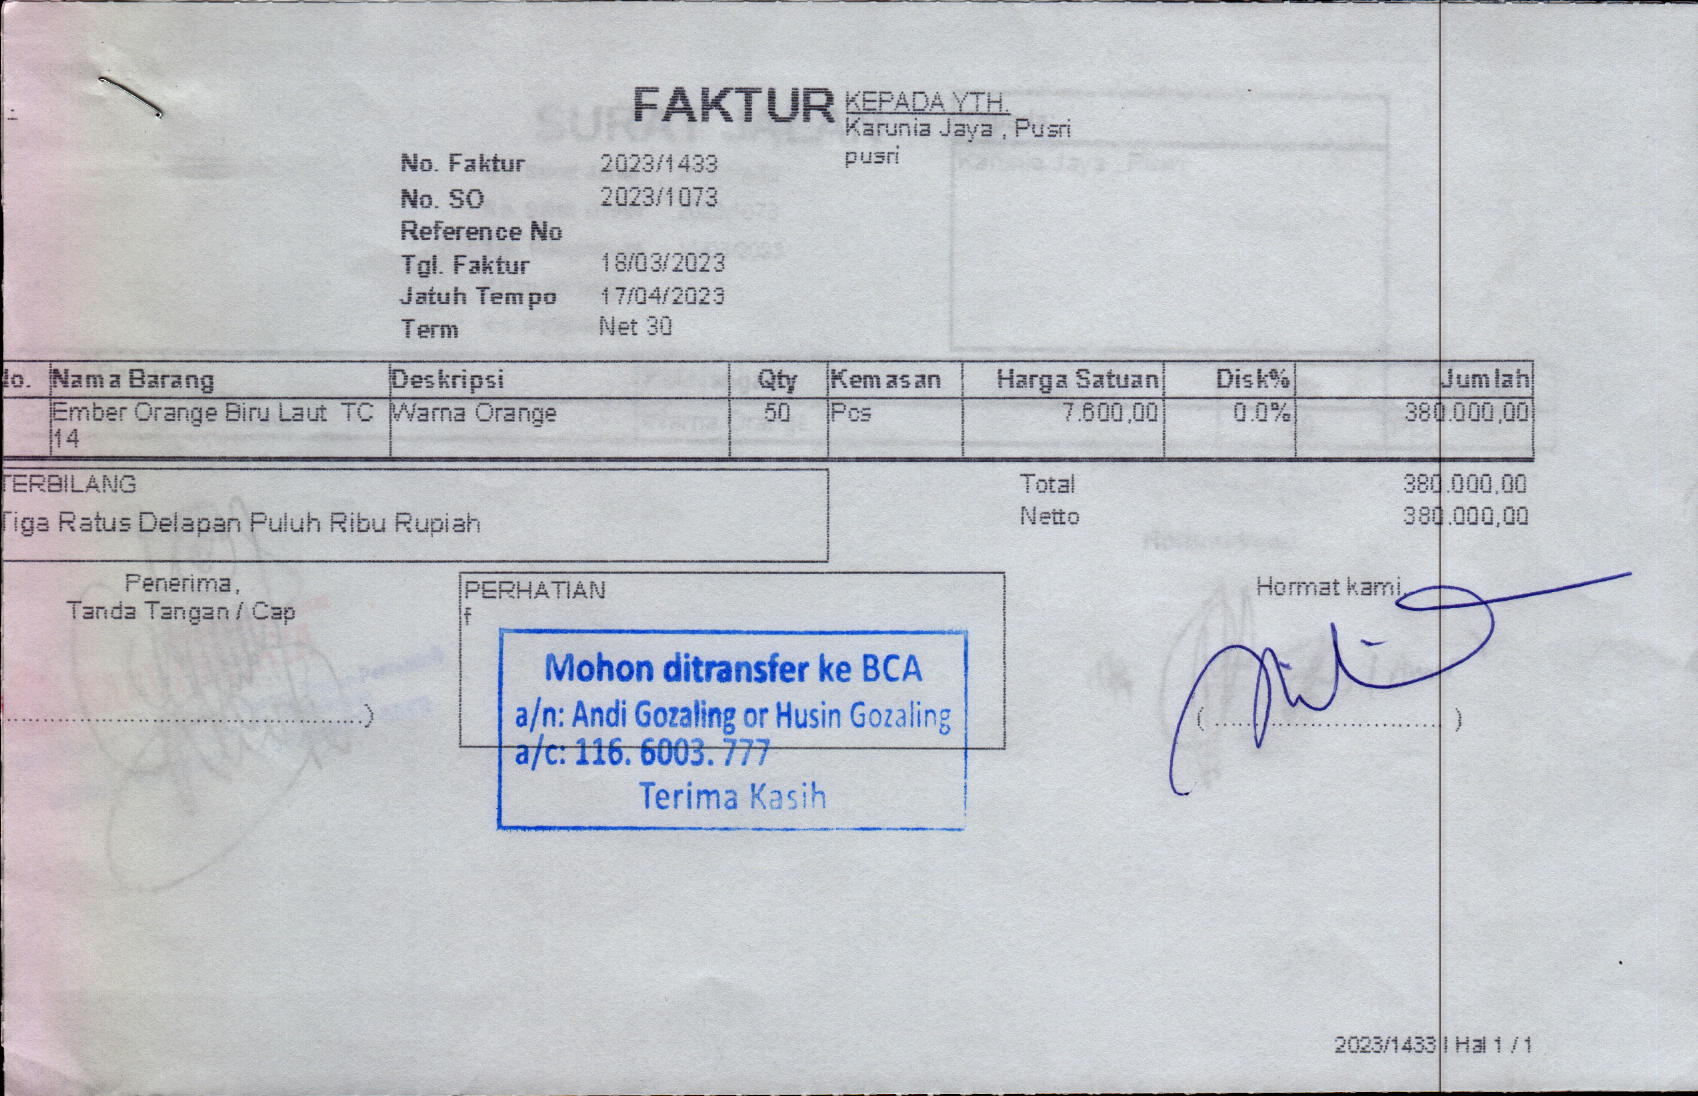 FAKTUR
KEPADA YTH.
Karunia Jaya , Pusri
pusri
No. Faktur 2023/1433
No. SO 2023/1073
Reference No
Tgl. Faktur 18/03/2023
Jatuh Tempo 17/04/2023
Term Net 30
No. Nama Barang Deskripsi Qty Kemasan Harga Satuan Disk% Jumlah
Ember Orange Biru Laut TC Warna Orange 50 Pcs 7.600,00 0.0% 380.000,00
14
TERBILANG
Tiga Ratus Delapan Puluh Ribu Rupiah
Total 380.000,00
Netto 380.000,00
Penerima,
Tanda Tangan / Cap
PERHATIAN
f
Mohon ditransfer ke BCA
a/n: Andi Gozaling or Husin Gozaling
a/c: 116. 6003. 777
Terima Kasih
Hormat kami,
2023/1433 | Hal 1 / 1